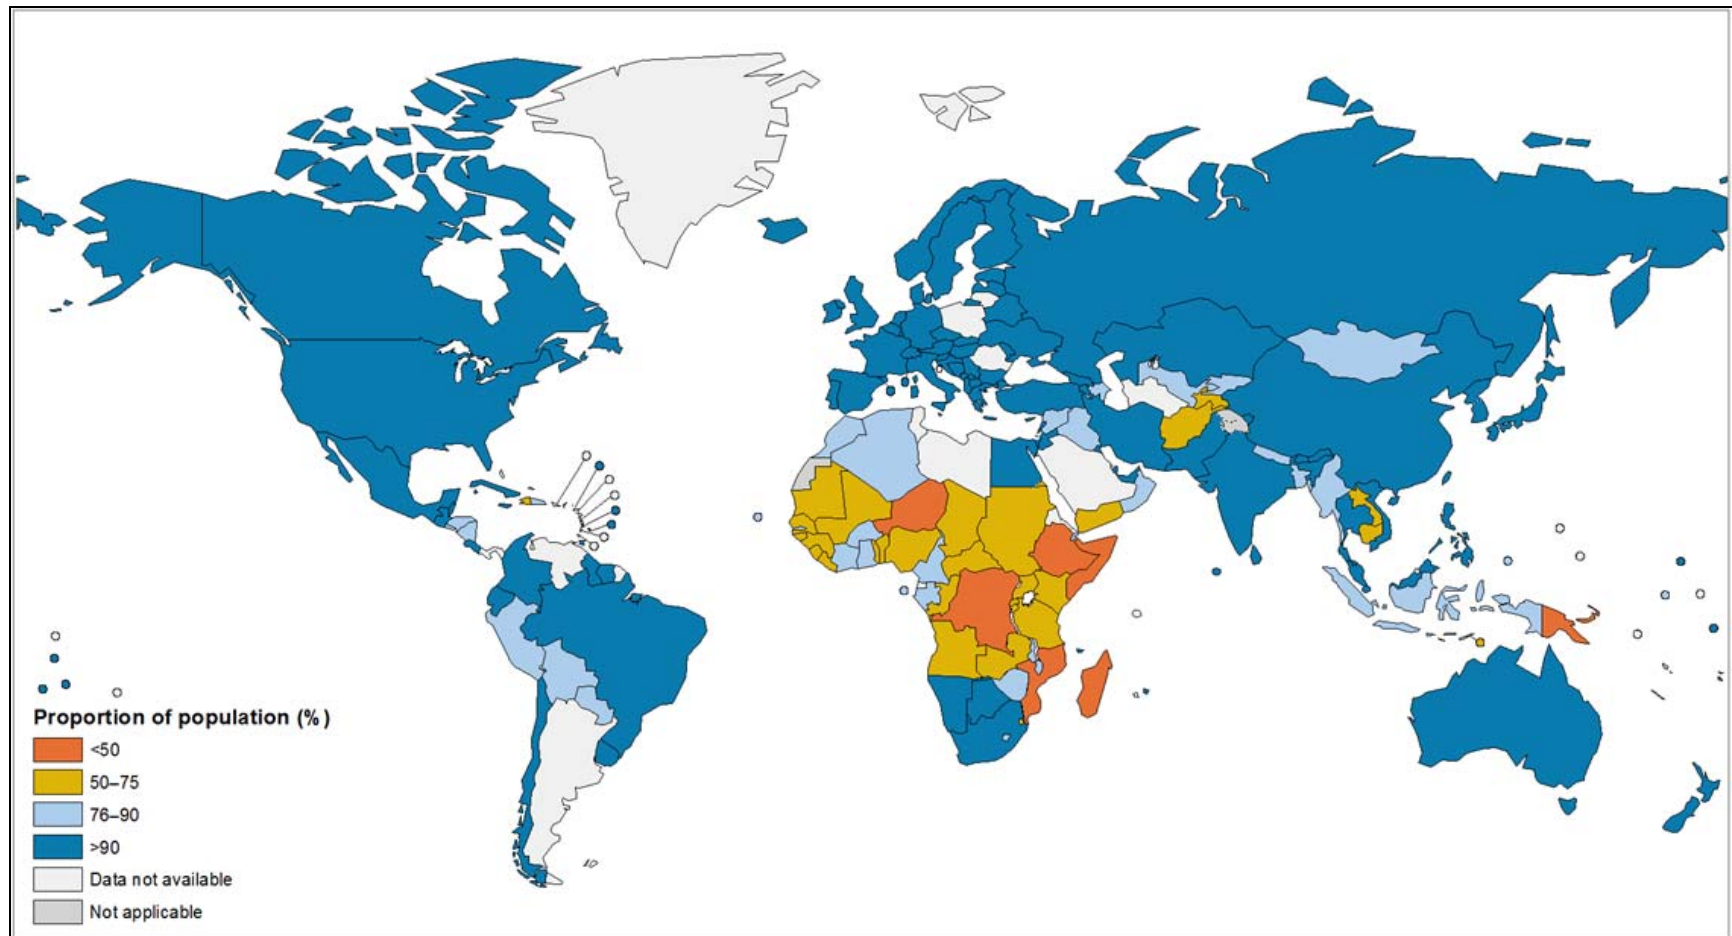 Proportion of population (%)
<50
50–75
76–90
>90
Data not available
Not applicable